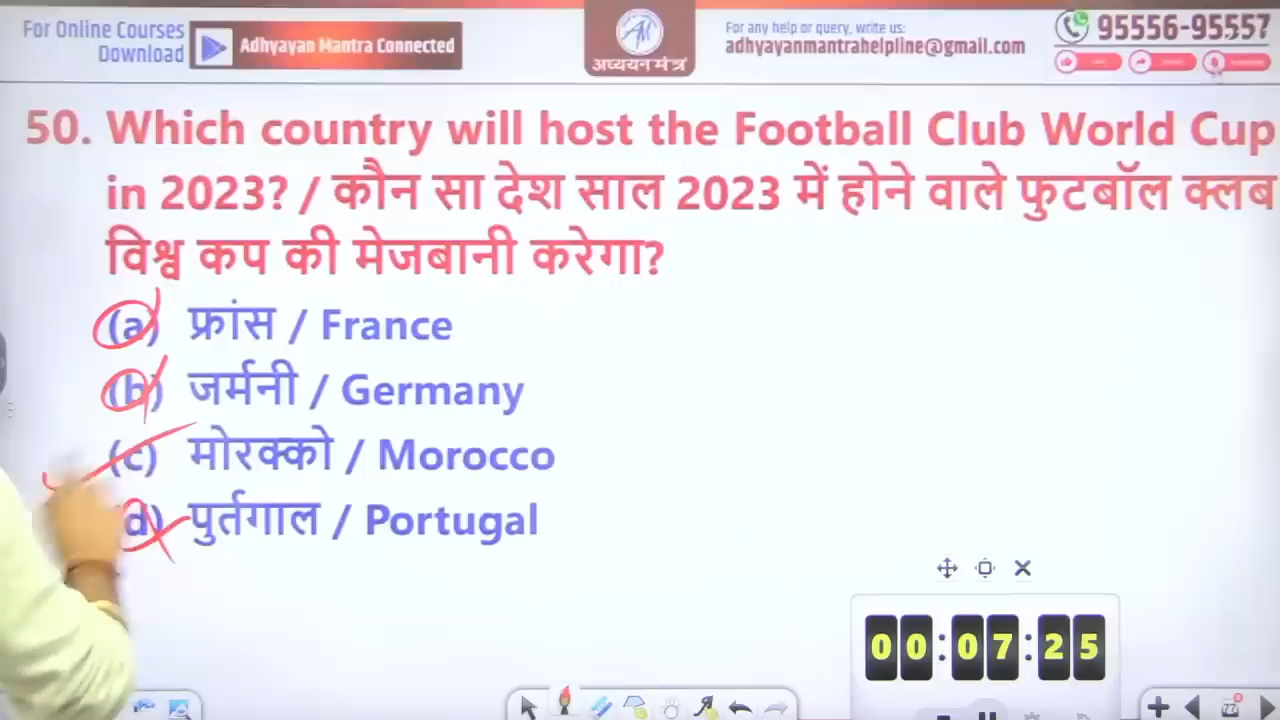 For Online Courses
Download
Adhyayan Mantra Connected
AM
अध्ययन मंत्र
For any help or query, write us:
adhyayanmantrahelpline@gmail.com
95556-95557
50. Which country will host the Football Club World Cup
in 2023? / कौन सा देश साल 2023 में होने वाले फुटबॉल क्लब
विश्व कप की मेजबानी करेगा?
(a) फ्रांस / France
(b) जर्मनी / Germany
(c) मोरक्को / Morocco
(d) पुर्तगाल / Portugal
00:07:25